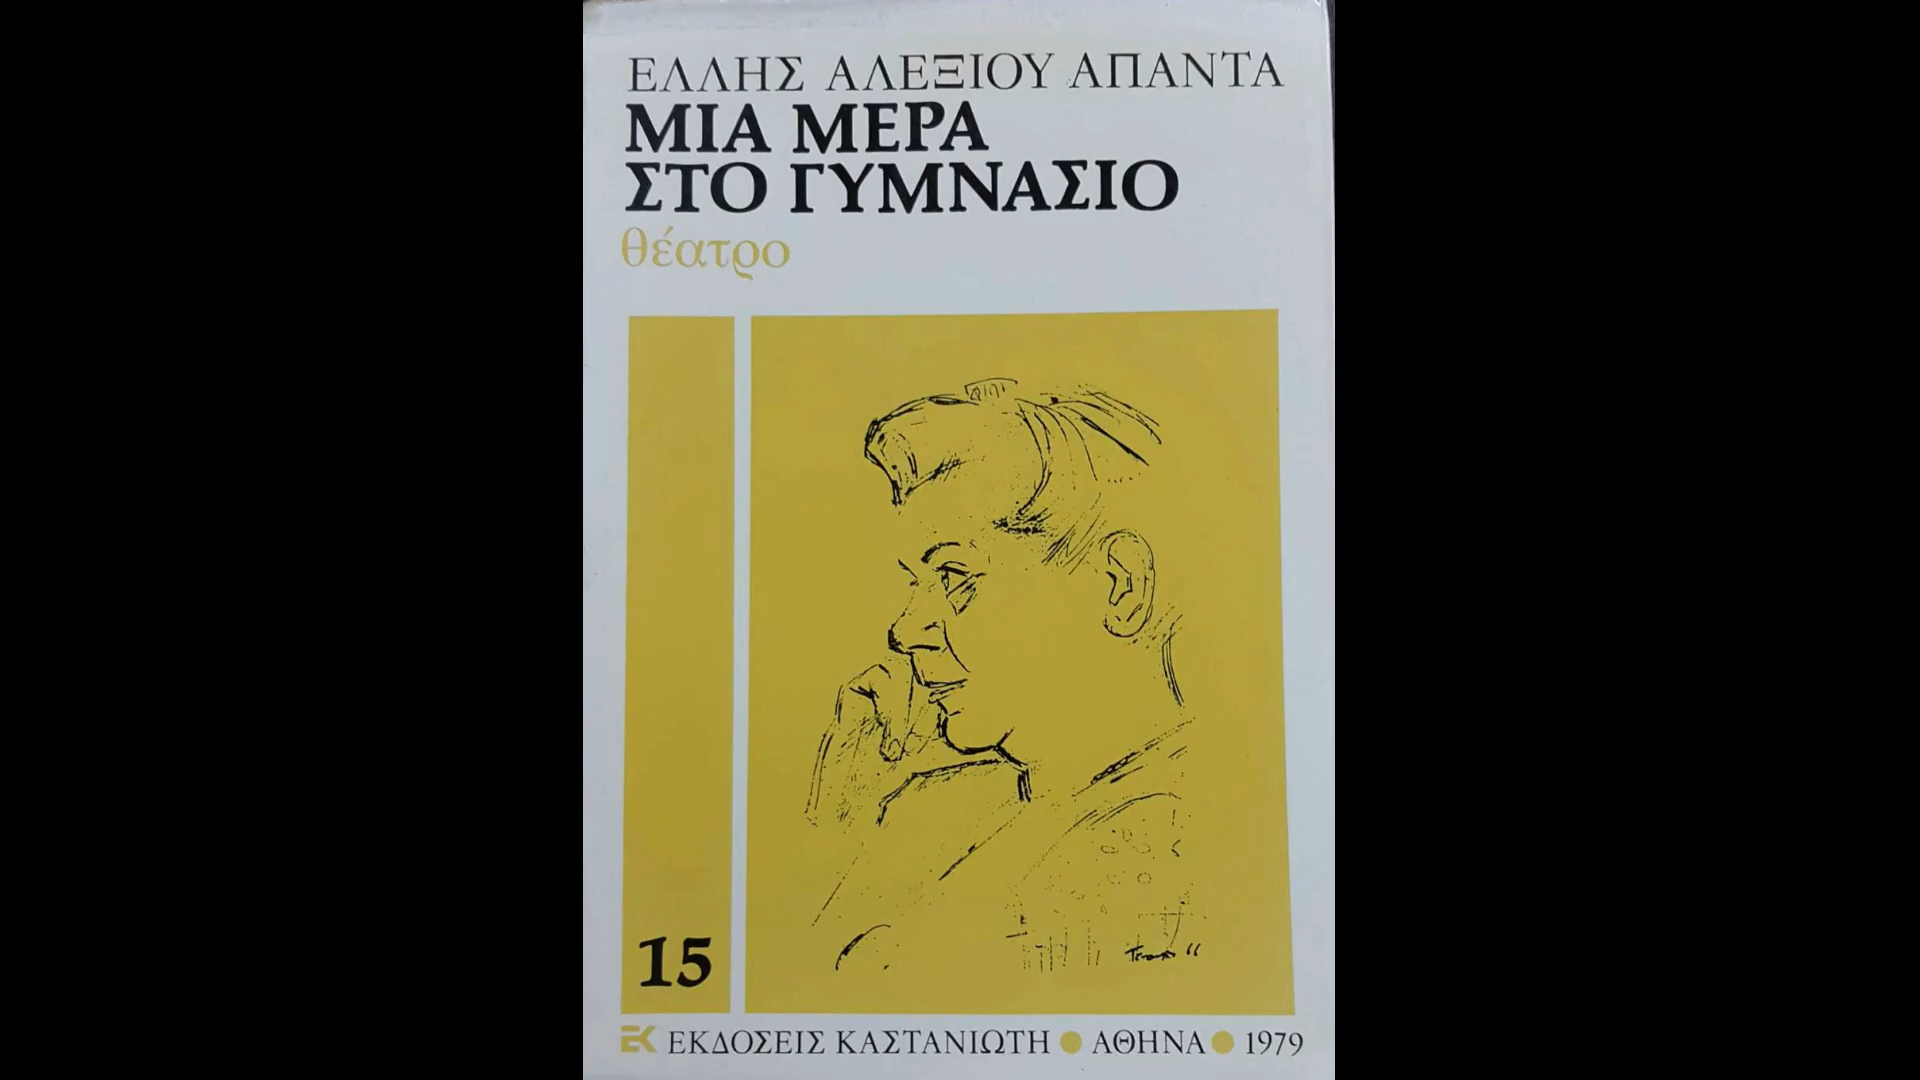 ΕΛΛΗΣ ΑΛΕΞΙΟΥ ΑΠΑΝΤΑ
ΜΙΑ ΜΕΡΑ
ΣΤΟ ΓΥΜΝΑΣΙΟ
θέατρο
15
ΕΚ ΕΚΔΟΣΕΙΣ ΚΑΣΤΑΝΙΩΤΗ ● ΑΘΗΝΑ ● 1979